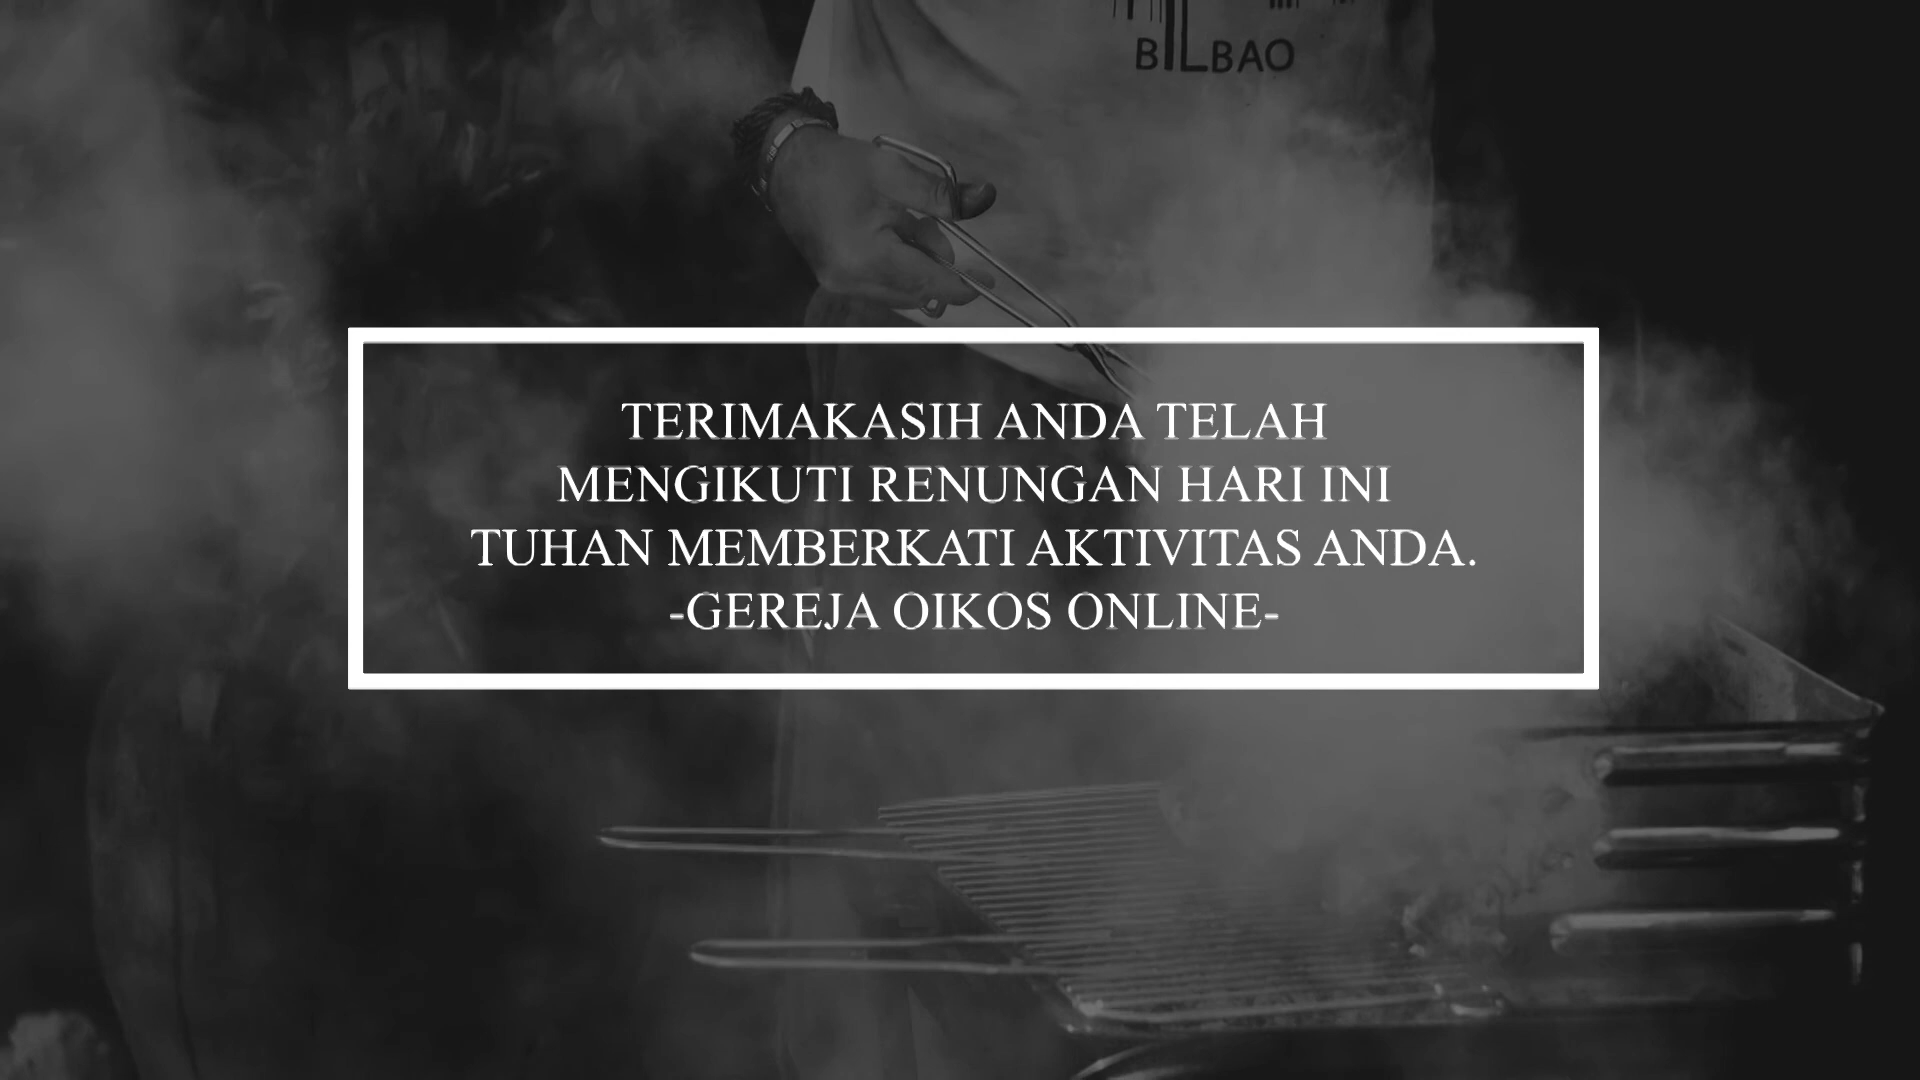 BILBAO
TERIMAKASIH ANDA TELAH
MENGIKUTI RENUNGAN HARI INI
TUHAN MEMBERKATI AKTIVITAS ANDA.
-GEREJA OIKOS ONLINE-